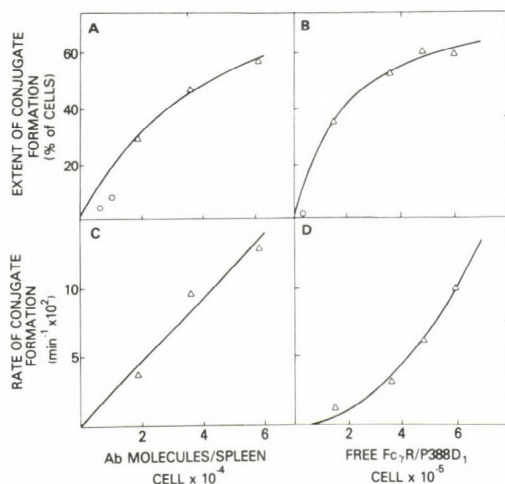 A
B
EXTENT OF CONJUGATE
FORMATION
(% of CELLS)
60
40
20
C
D
RATE OF CONJUGATE
FORMATION
(min⁻¹ x10²)
10
5
2 4 6
2 4 6
Ab MOLECULES/SPLEEN
CELL x 10⁻⁴
FREE FcγR/P388D₁
CELL x 10⁻⁵